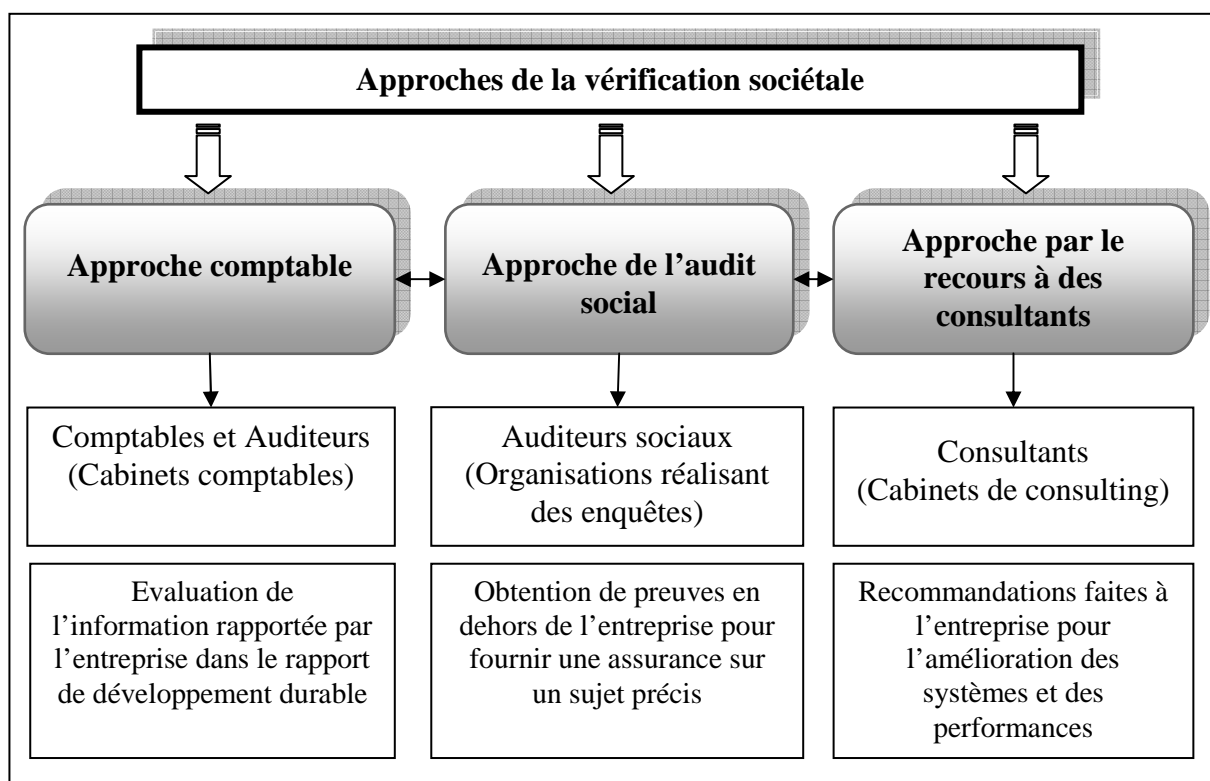 Approches de la vérification sociétale
Approche comptable
Approche de l’audit
social
Approche par le
recours à des
consultants
Comptables et Auditeurs
(Cabinets comptables)
Auditeurs sociaux
(Organisations réalisant
des enquêtes)
Consultants
(Cabinets de consulting)
Evaluation de
l’information rapportée par
l’entreprise dans le rapport
de développement durable
Obtention de preuves en
dehors de l’entreprise pour
fournir une assurance sur
un sujet précis
Recommandations faites à
l’entreprise pour
l’amélioration des
systèmes et des
performances